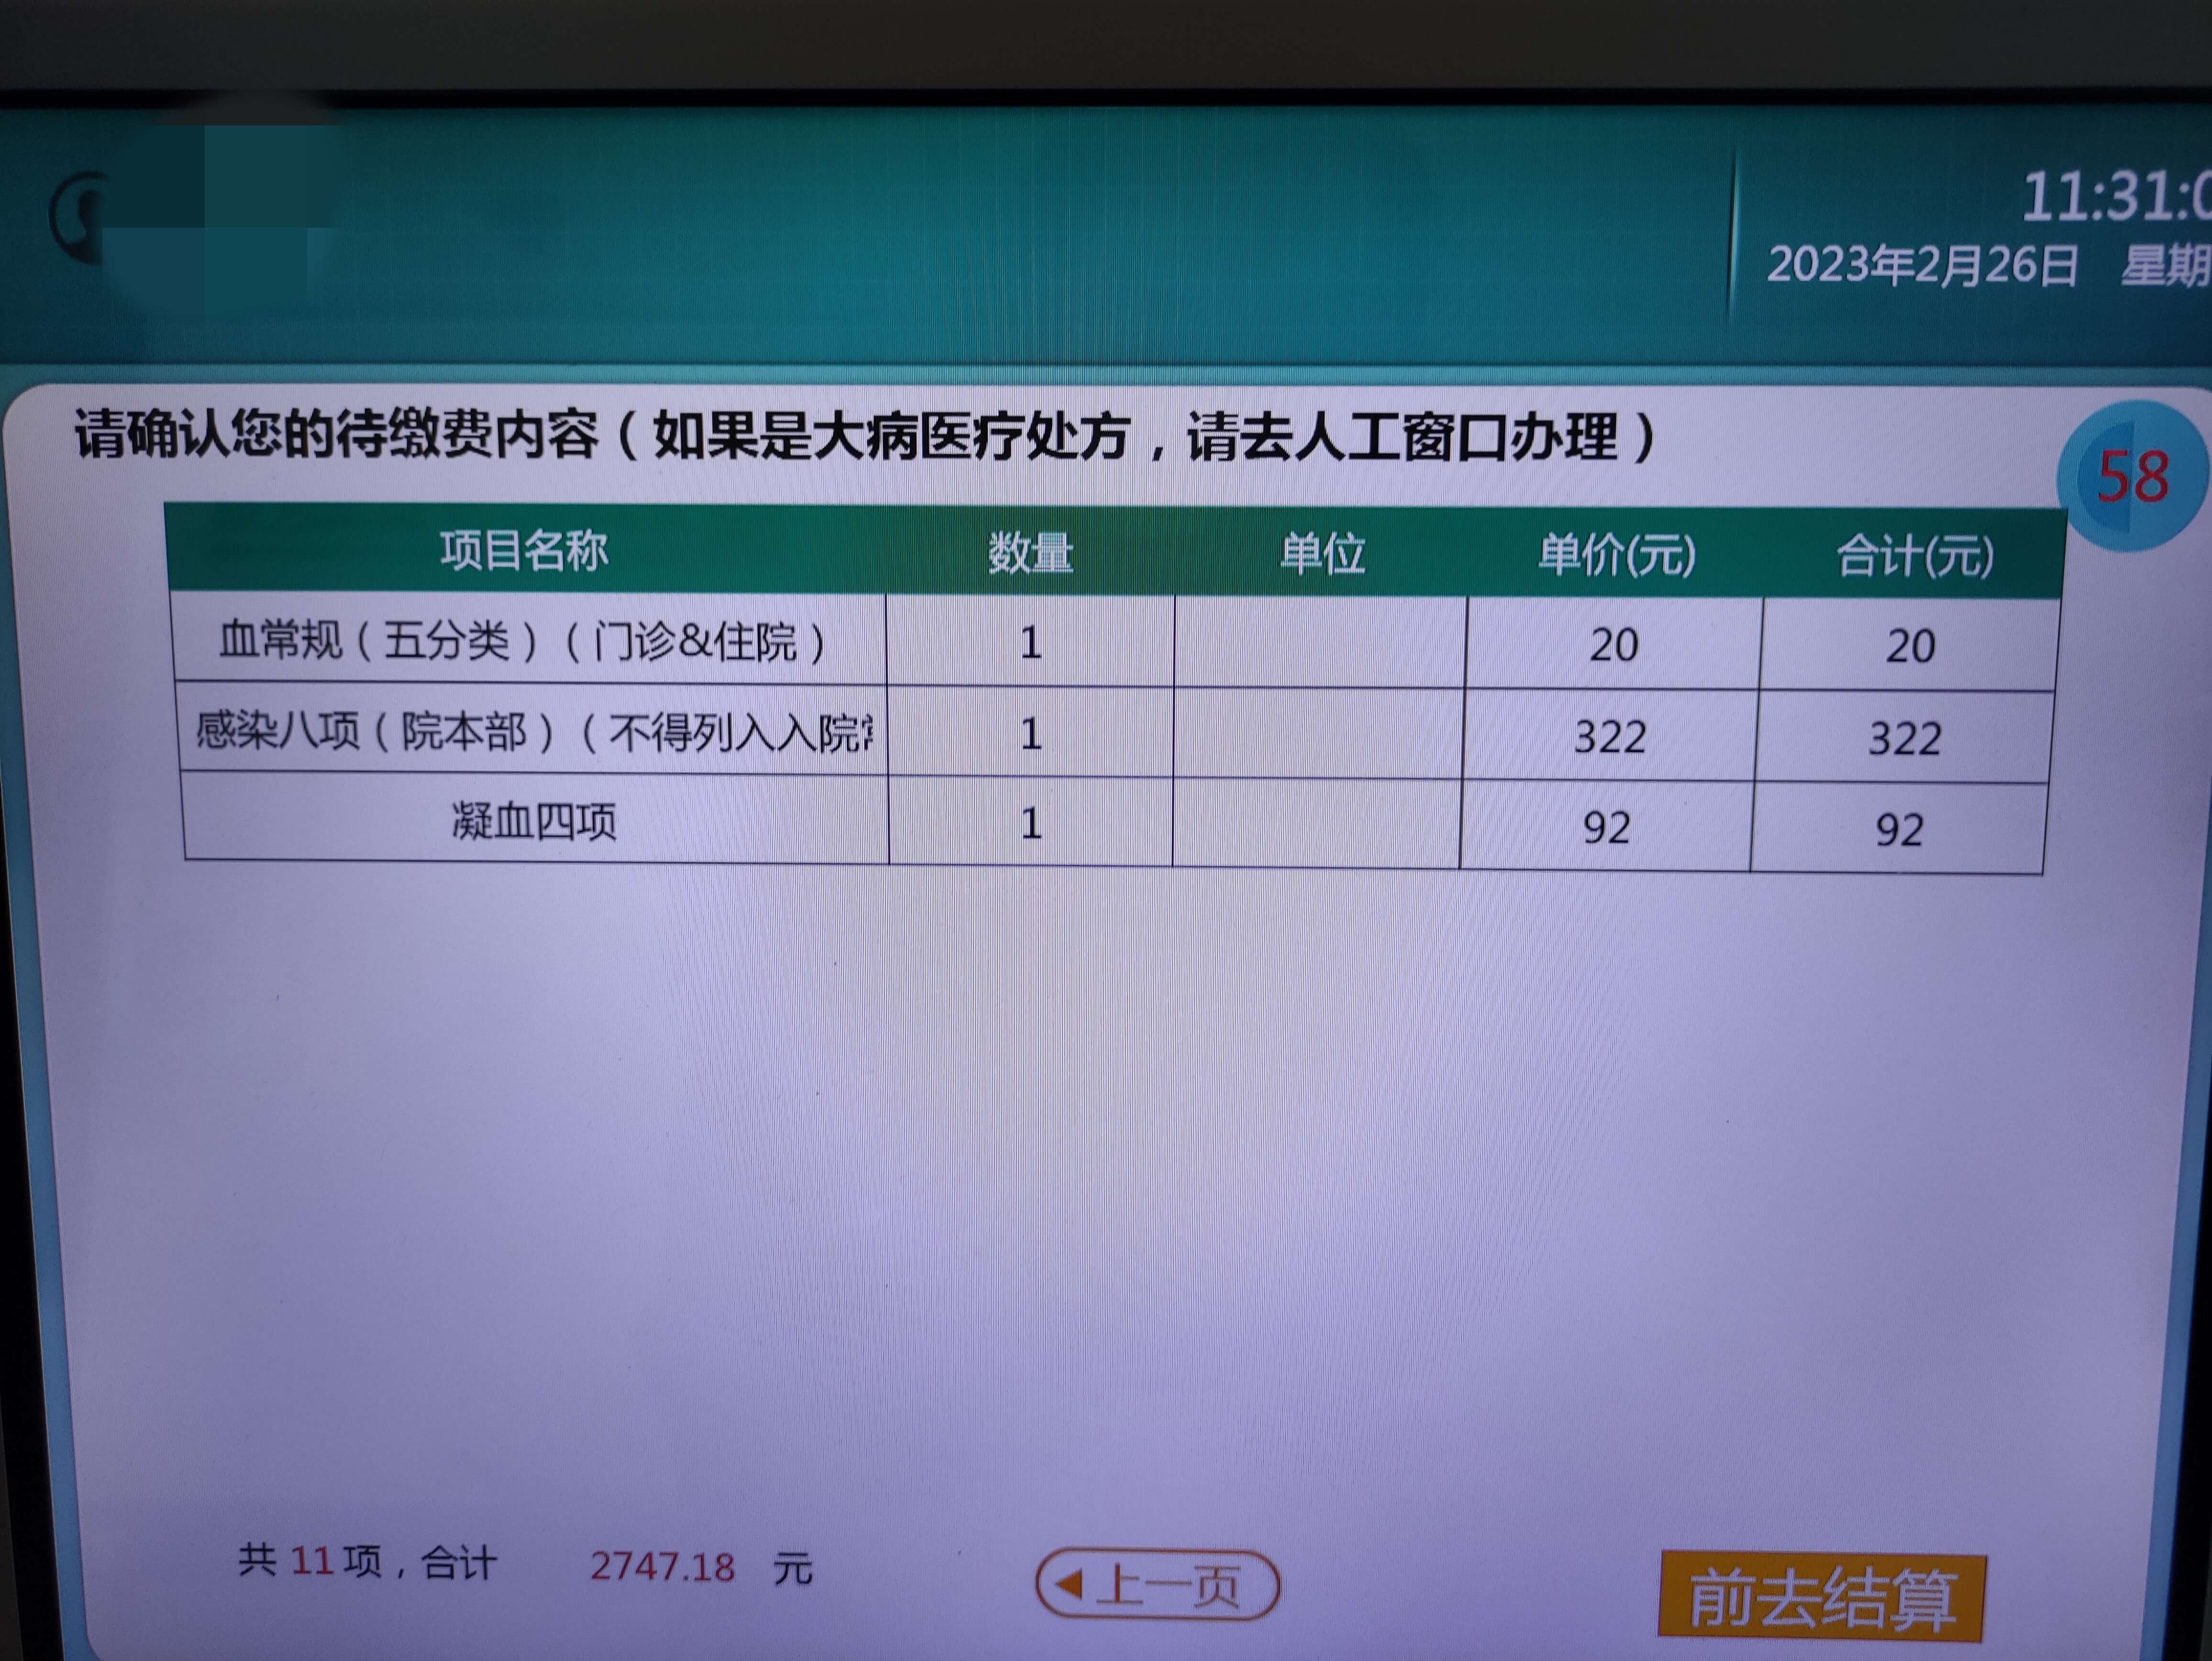 11:31:0
2023年2月26日 星期
请确认您的待缴费内容（如果是大病医疗处方，请去人工窗口办理）
58
项目名称 数量 单位 单价(元) 合计(元)
血常规（五分类）（门诊&住院） 1 20 20
感染八项（院本部）（不得列入入院 1 322 322
凝血四项 1 92 92
共 11 项，合计 2747.18 元
上一页
前去结算